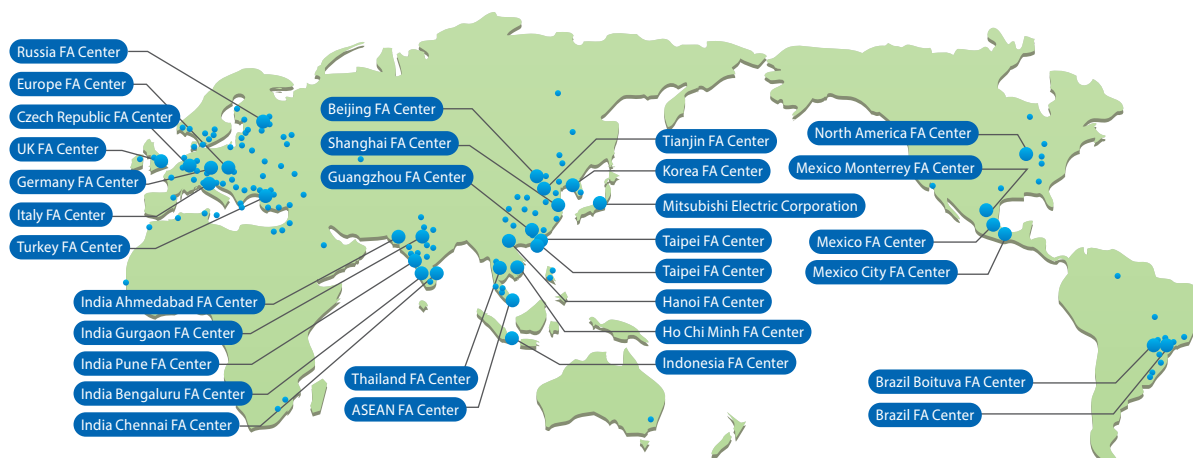 Russia FA Center
Europe FA Center
Czech Republic FA Center
UK FA Center
Germany FA Center
Italy FA Center
Turkey FA Center
Beijing FA Center
Shanghai FA Center
Guangzhou FA Center
Tianjin FA Center
Korea FA Center
Mitsubishi Electric Corporation
Taipei FA Center
Taipei FA Center
Hanoi FA Center
Ho Chi Minh FA Center
Indonesia FA Center
India Ahmedabad FA Center
India Gurgaon FA Center
India Pune FA Center
India Bengaluru FA Center
India Chennai FA Center
Thailand FA Center
ASEAN FA Center
North America FA Center
Mexico Monterrey FA Center
Mexico FA Center
Mexico City FA Center
Brazil Boituva FA Center
Brazil FA Center